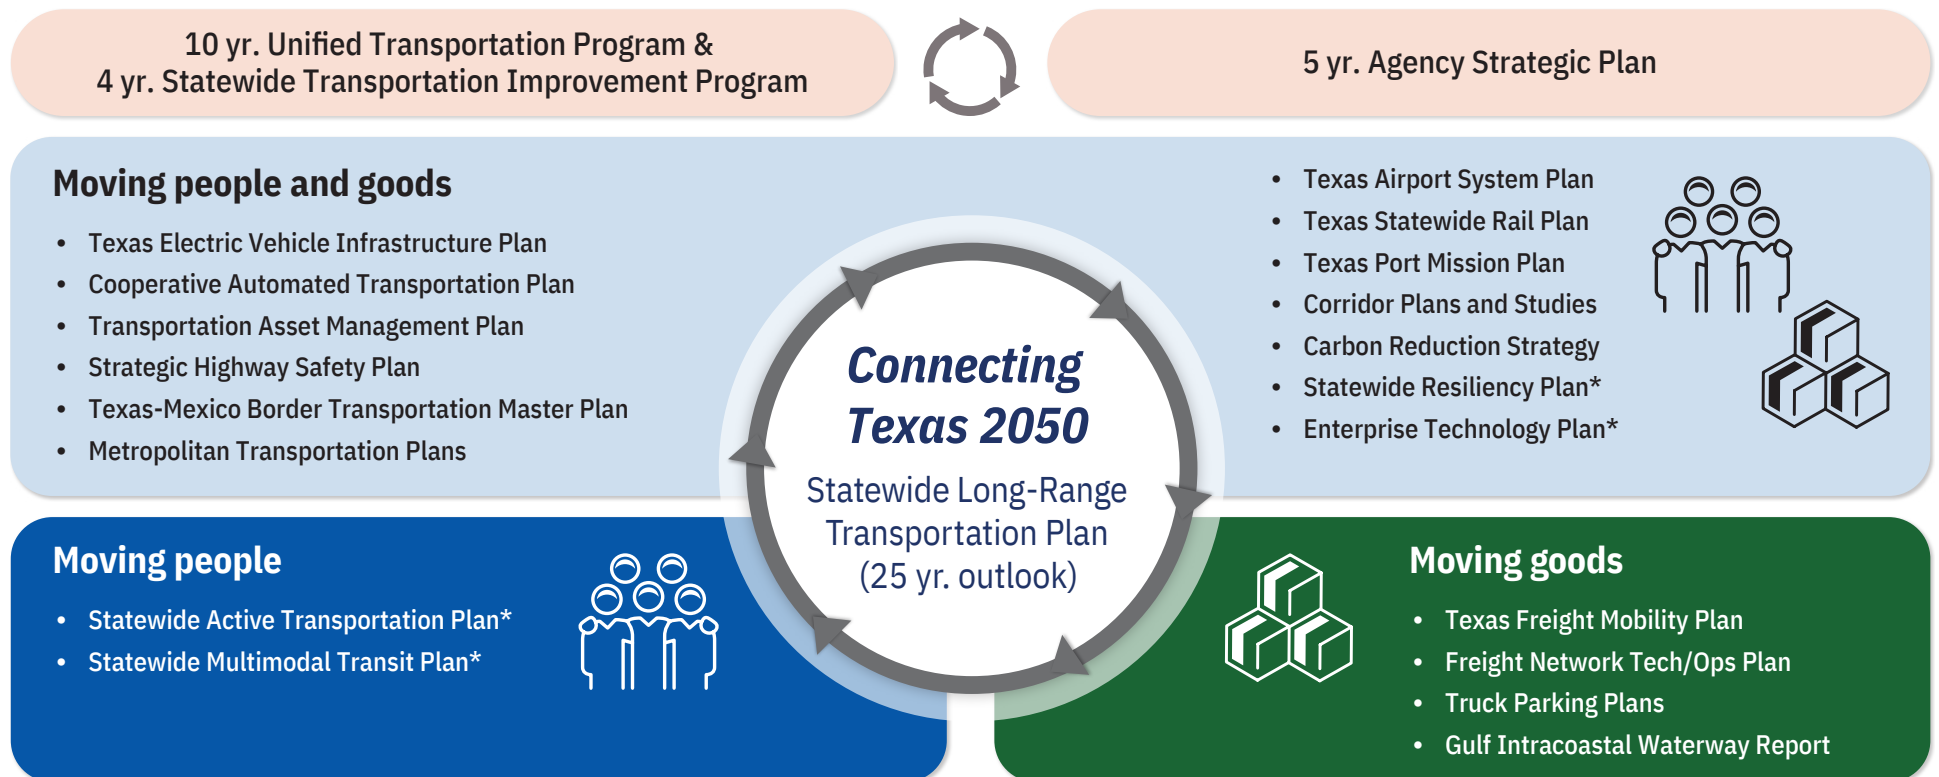 10 yr. Unified Transportation Program &
4 yr. Statewide Transportation Improvement Program
5 yr. Agency Strategic Plan
Moving people and goods
• Texas Electric Vehicle Infrastructure Plan
• Cooperative Automated Transportation Plan
• Transportation Asset Management Plan
• Strategic Highway Safety Plan
• Texas-Mexico Border Transportation Master Plan
• Metropolitan Transportation Plans
• Texas Airport System Plan
• Texas Statewide Rail Plan
• Texas Port Mission Plan
• Corridor Plans and Studies
• Carbon Reduction Strategy
• Statewide Resiliency Plan*
• Enterprise Technology Plan*
Connecting
Texas 2050
Statewide Long-Range
Transportation Plan
(25 yr. outlook)
Moving people
• Statewide Active Transportation Plan*
• Statewide Multimodal Transit Plan*
Moving goods
• Texas Freight Mobility Plan
• Freight Network Tech/Ops Plan
• Truck Parking Plans
• Gulf Intracoastal Waterway Report